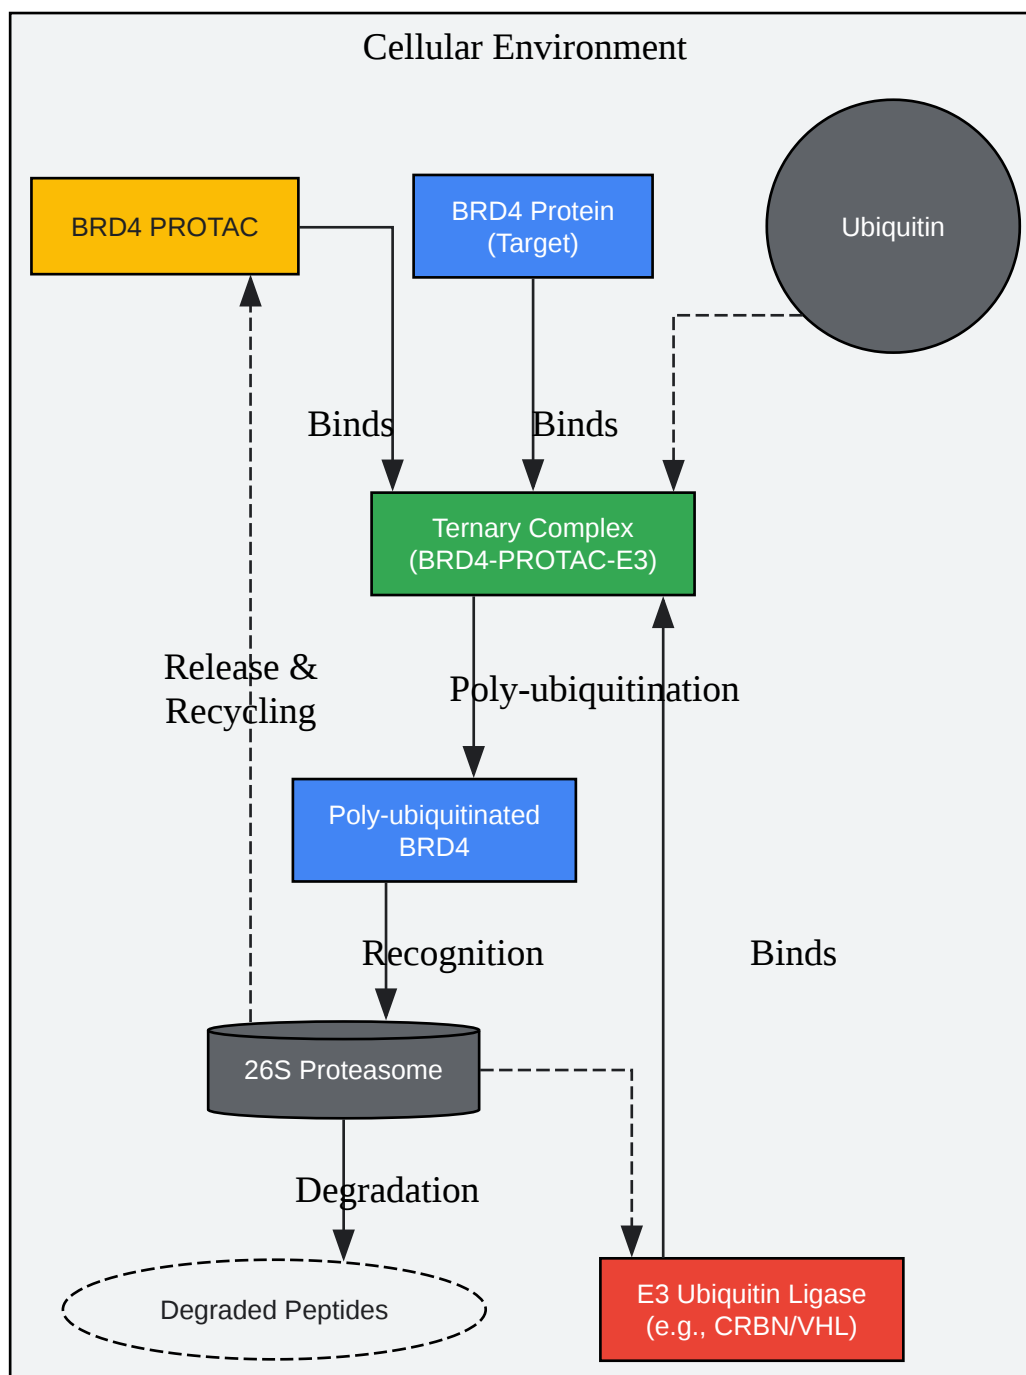 Cellular Environment
BRD4 PROTAC
BRD4 Protein
(Target)
Ubiquitin
Binds
Binds
Ternary Complex
(BRD4-PROTAC-E3)
Release &
Recycling
Poly-ubiquitination
Poly-ubiquitinated
BRD4
Recognition
Binds
26S Proteasome
Degradation
Degraded Peptides
E3 Ubiquitin Ligase
(e.g., CRBN/VHL)